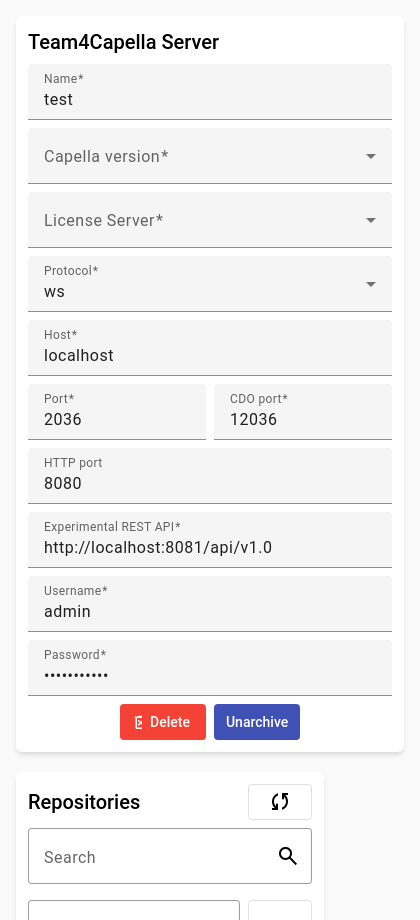 Team4Capella Server
Name*
test
Capella version*
License Server*
Protocol*
ws
Host*
localhost
Port*
2036
CDO port*
12036
HTTP port
8080
Experimental REST API*
http://localhost:8081/api/v1.0
Username*
admin
Password*
•••••••••••
Delete
Unarchive
Repositories
Search